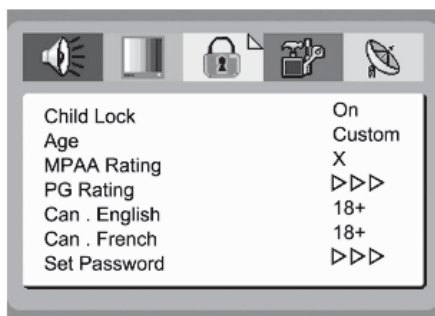 Child Lock On
Age Custom
MPAA Rating X
PG Rating ▷▷▷
Can . English 18+
Can . French 18+
Set Password ▷▷▷